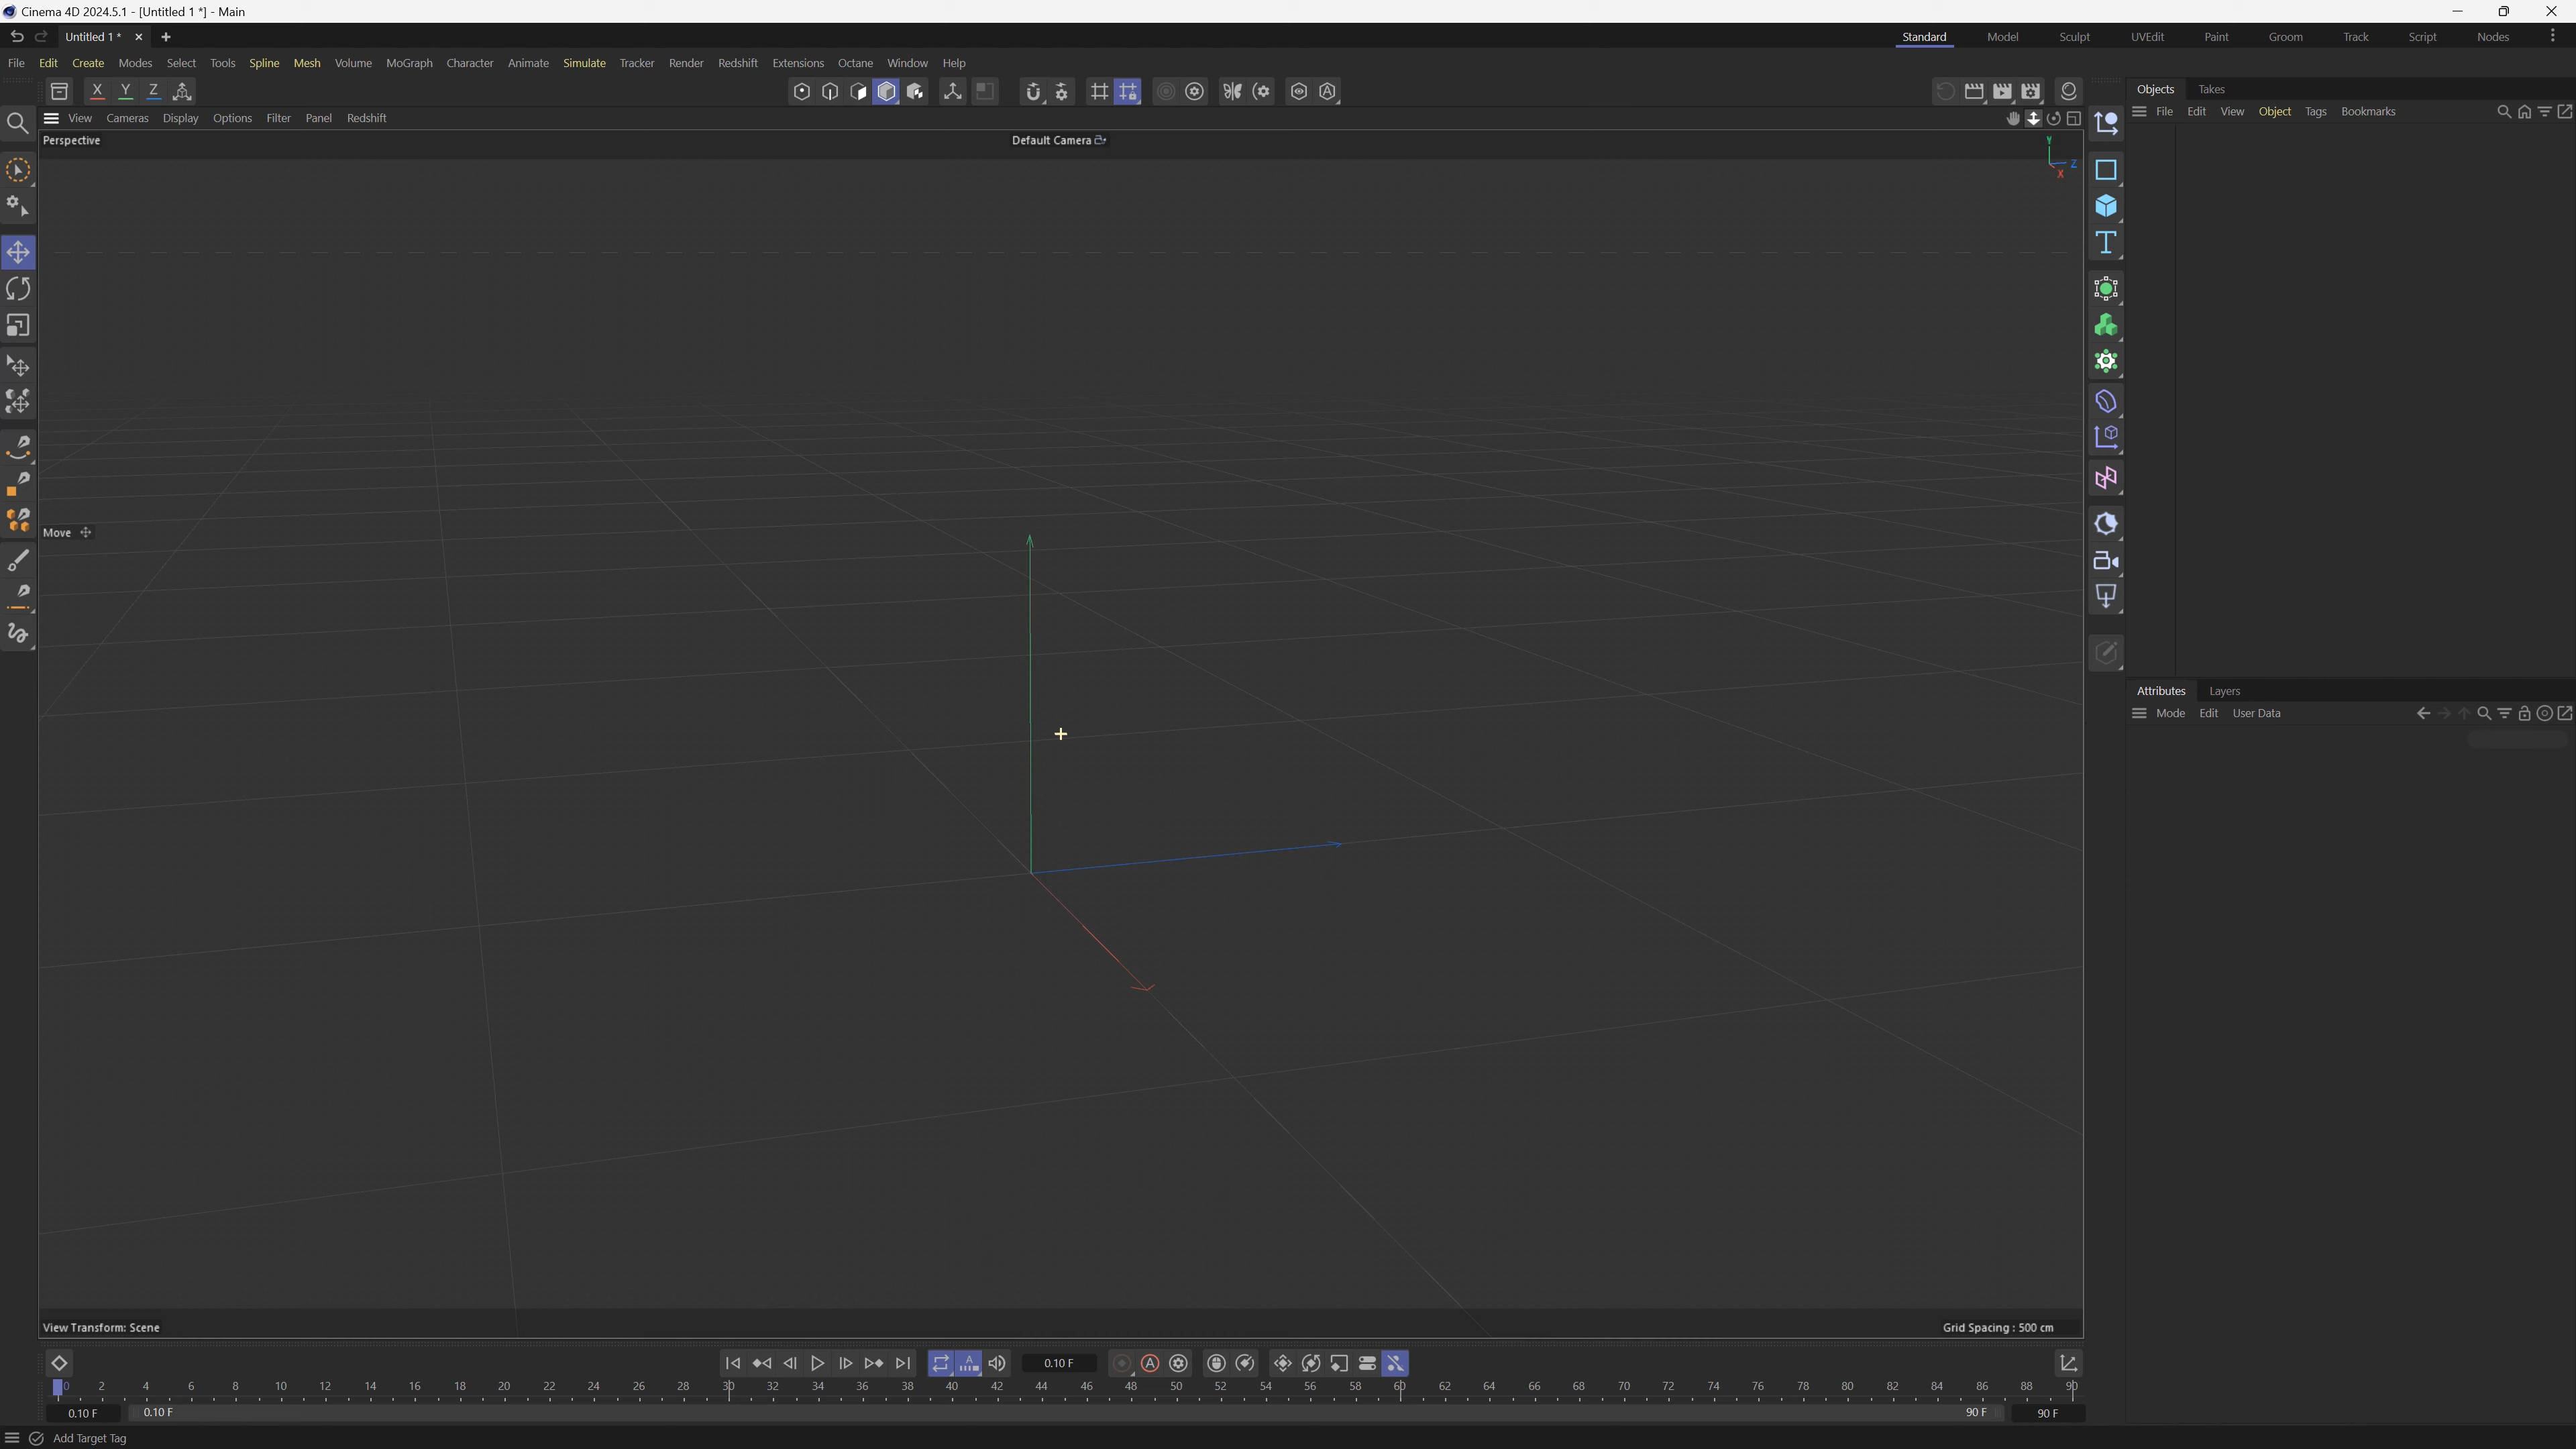 Cinema 4D 2024.5.1 - [Untitled 1 *] - Main
Untitled 1 *
Standard Model Sculpt UVEdit Paint Groom Track Script Nodes
File Edit Create Modes Select Tools Spline Mesh Volume MoGraph Character Animate Simulate Tracker Render Redshift Extensions Octane Window Help
X Y Z
Objects Takes
View Cameras Display Options Filter Panel Redshift
File Edit View Object Tags Bookmarks
Perspective
Default Camera
Y
Z
X
Move
Attributes Layers
Mode Edit User Data
View Transform: Scene
Grid Spacing : 500 cm
0.10 F
0 2 4 6 8 10 12 14 16 18 20 22 24 26 28 30 32 34 36 38 40 42 44 46 48 50 52 54 56 58 60 62 64 66 68 70 72 74 76 78 80 82 84 86 88 90
0.10 F 0.10 F 90 F 90 F
Add Target Tag